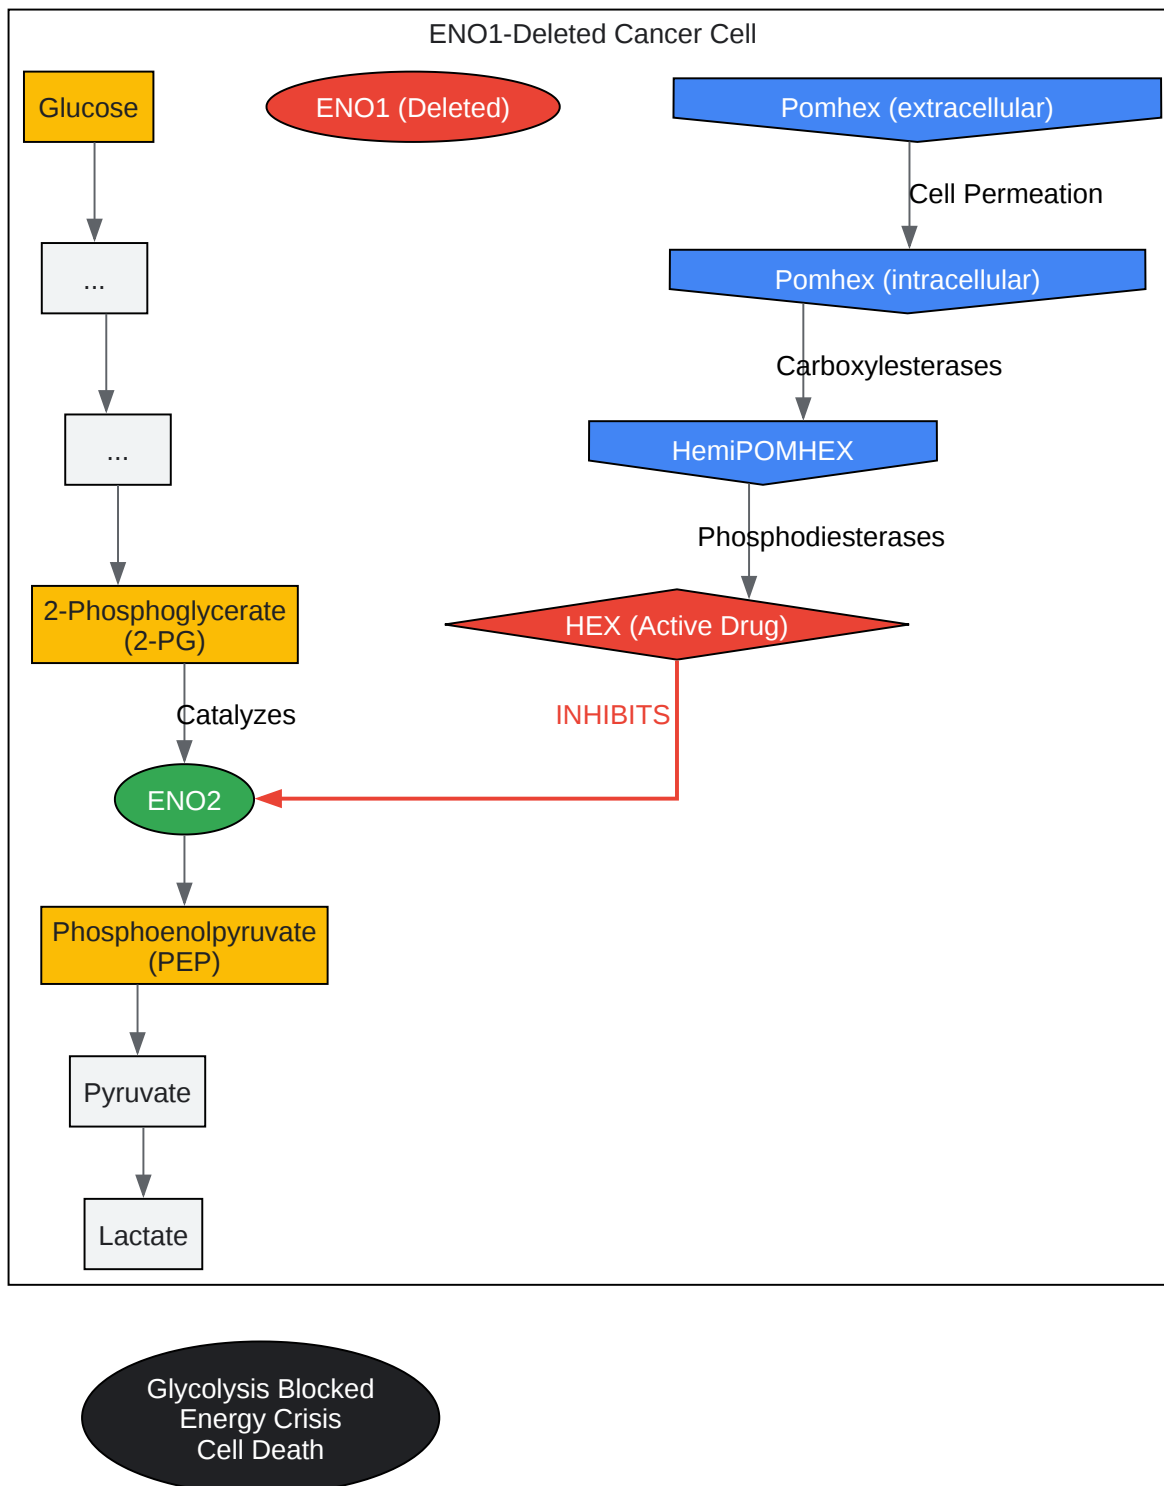 ENO1-Deleted Cancer Cell
Glucose
ENO1 (Deleted)
Pomhex (extracellular)
Cell Permeation
...
Pomhex (intracellular)
Carboxylesterases
...
HemiPOMHEX
Phosphodiesterases
2-Phosphoglycerate
(2-PG)
HEX (Active Drug)
Catalyzes
INHIBITS
ENO2
Phosphoenolpyruvate
(PEP)
Pyruvate
Lactate
Glycolysis Blocked
Energy Crisis
Cell Death